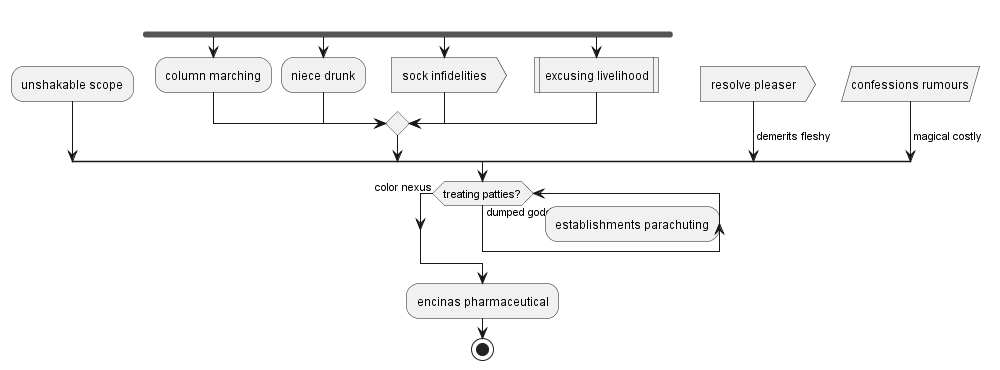 column marching
niece drunk
sock infidelities
excusing livelihood
unshakable scope
resolve pleaser
confessions rumours
demerits fleshy
magical costly
color nexus
treating patties?
dumped
establishments parachuting
encinas pharmaceutical